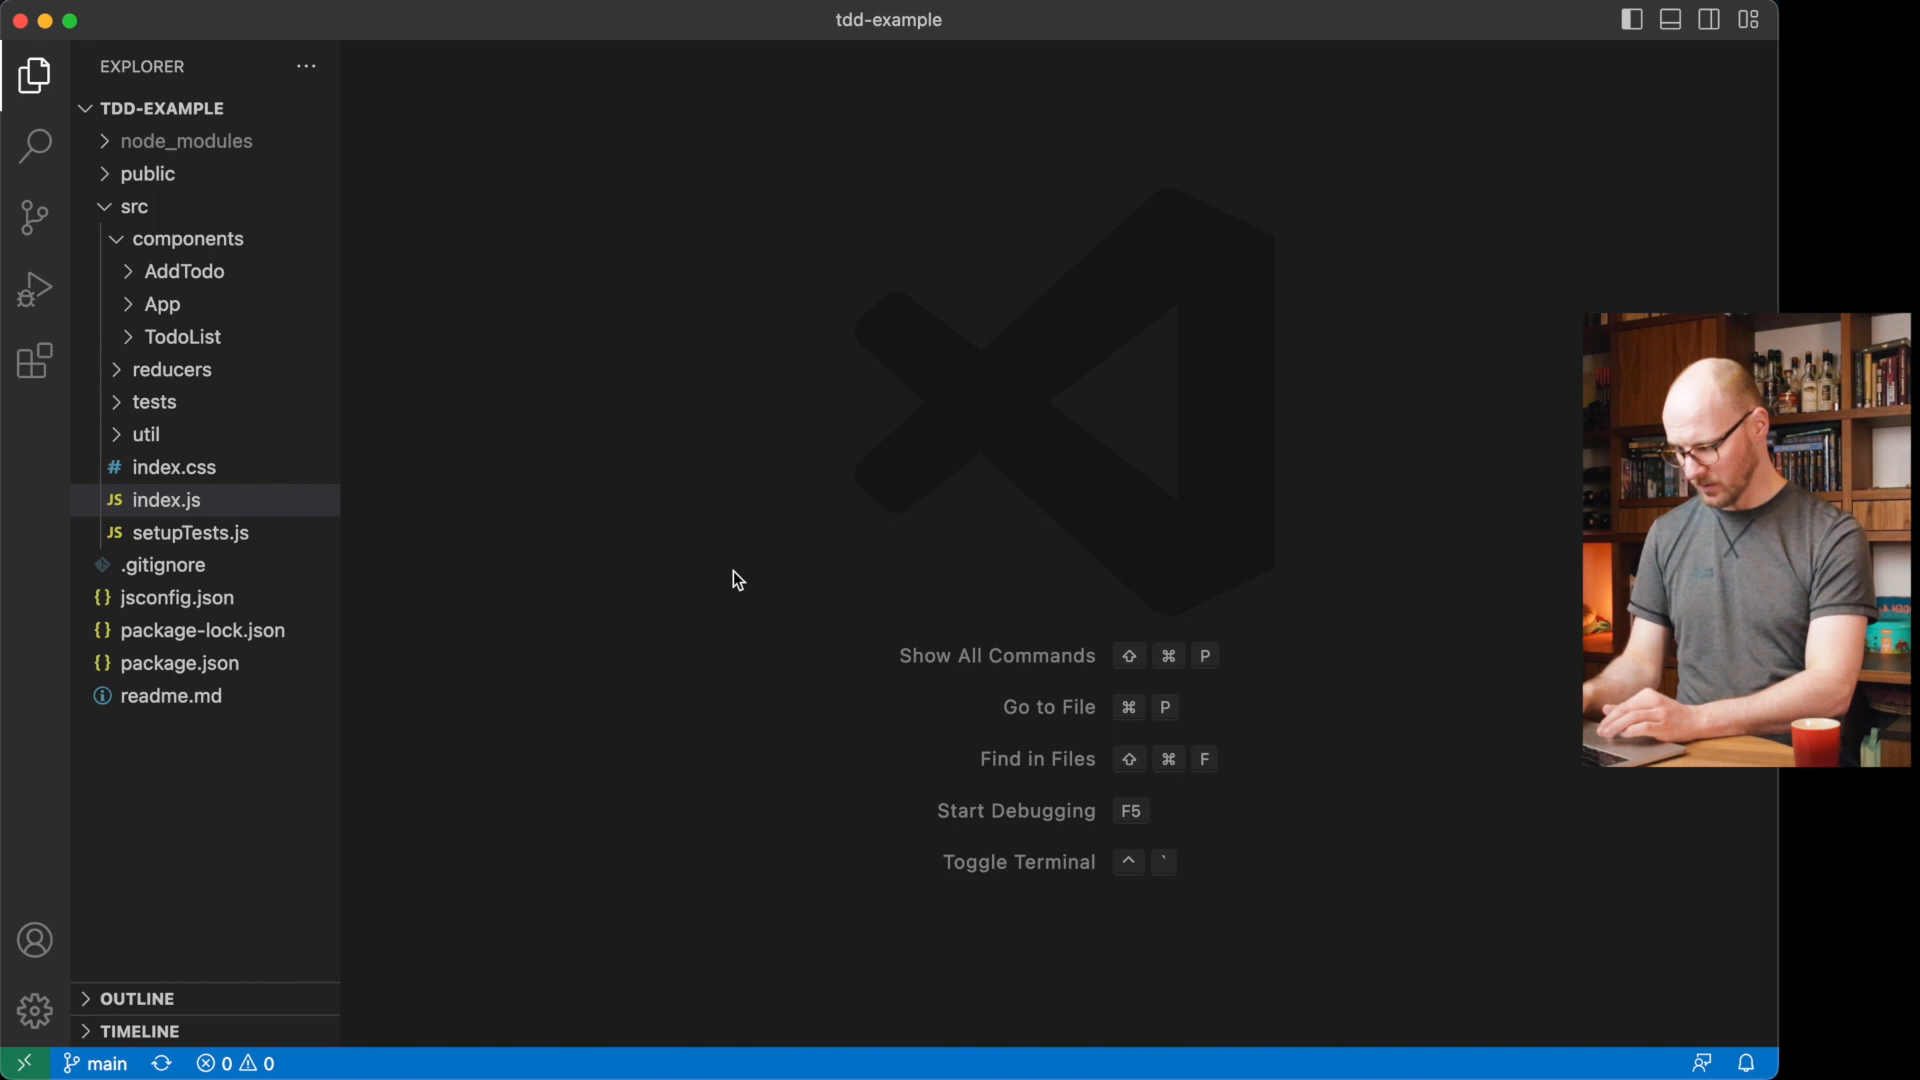 tdd-example
EXPLORER
TDD-EXAMPLE
node_modules
public
src
components
AddTodo
App
TodoList
reducers
tests
util
# index.css
JS index.js
JS setupTests.js
.gitignore
{} jsconfig.json
{} package-lock.json
{} package.json
readme.md
Show All Commands ⇧ ⌘ P
Go to File ⌘ P
Find in Files ⇧ ⌘ F
Start Debugging F5
Toggle Terminal ^ `
OUTLINE
TIMELINE
main 0 0